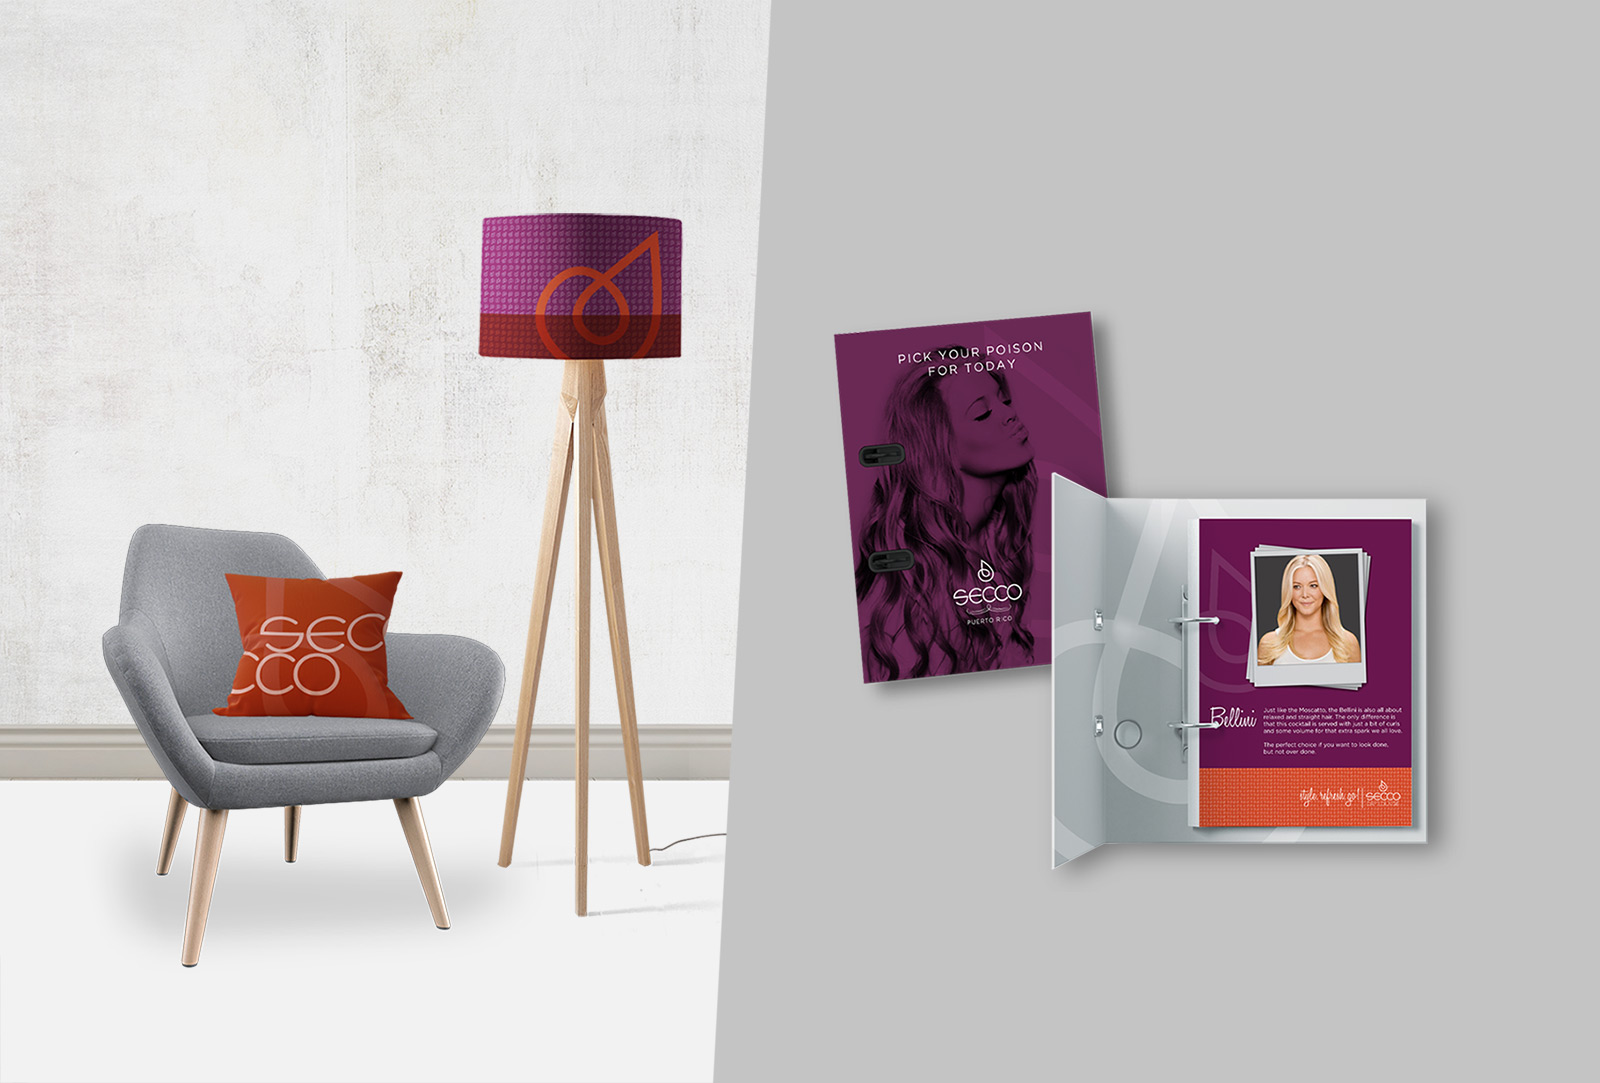 SEC
CCO
PICK YOUR POISON
FOR TODAY
SECCO
PUERTO RICO
Bellini
Just like the Moscatto, the Bellini is also all about
relaxed and straight hair. The only difference is
that this cocktail is served with just a bit of curls
and some volume for that extra spark we all love.
The perfect choice if you want to look done,
but not over done.
style. refresh. go!
SECCO